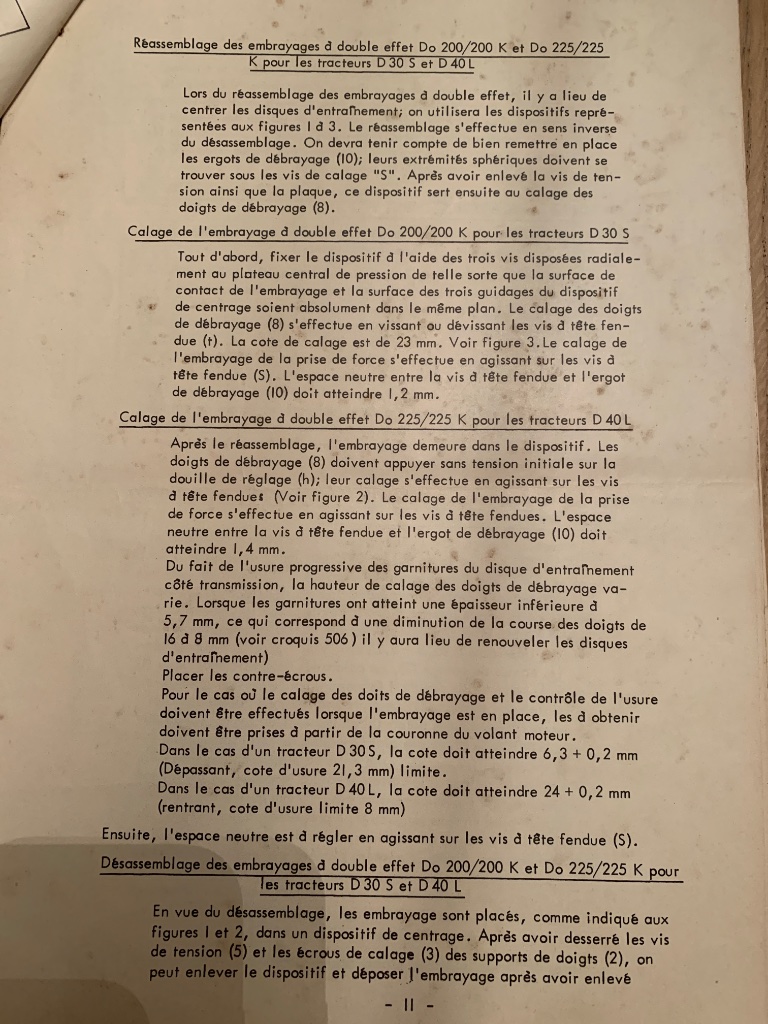 Réassemblage des embrayages à double effet Do 200/200 K et Do 225/225
K pour les tracteurs D 30 S et D 40 L
Lors du réassemblage des embrayages à double effet, il y a lieu de
centrer les disques d'entraînement; on utilisera les dispositifs repré-
sentées aux figures 1 à 3. Le réassemblage s'effectue en sens inverse
du désassemblage. On devra tenir compte de bien remettre en place
les ergots de débrayage (10); leurs extrémités sphériques doivent se
trouver sous les vis de calage "S". Après avoir enlevé la vis de ten-
sion ainsi que la plaque, ce dispositif sert ensuite au calage des
doigts de débrayage (8).
Calage de l'embrayage à double effet Do 200/200 K pour les tracteurs D 30 S
Tout d'abord, fixer le dispositif à l'aide des trois vis disposées radiale-
ment au plateau central de pression de telle sorte que la surface de
contact de l'embrayage et la surface des trois guidages du dispositif
de centrage soient absolument dans le même plan. Le calage des doigts
de débrayage (8) s'effectue en vissant ou dévissant les vis à tête fen-
due (t). La cote de calage est de 23 mm. Voir figure 3. Le calage de
l'embrayage de la prise de force s'effectue en agissant sur les vis à
tête fendue (S). L'espace neutre entre la vis à tête fendue et l'ergot
de débrayage (10) doit atteindre 1,2 mm.
Calage de l'embrayage à double effet Do 225/225 K pour les tracteurs D 40 L
Après le réassemblage, l'embrayage demeure dans le dispositif. Les
doigts de débrayage (8) doivent appuyer sans tension initiale sur la
douille de réglage (h); leur calage s'effectue en agissant sur les vis
à tête fendues (Voir figure 2). Le calage de l'embrayage de la prise
de force s'effectue en agissant sur les vis à tête fendues. L'espace
neutre entre la vis à tête fendue et l'ergot de débrayage (10) doit
atteindre 1,4 mm.
Du fait de l'usure progressive des garnitures du disque d'entraînement
côté transmission, la hauteur de calage des doigts de débrayage va-
rie. Lorsque les garnitures ont atteint une épaisseur inférieure à
5,7 mm, ce qui correspond à une diminution de la course des doigts de
16 à 8 mm (voir croquis 506) il y aura lieu de renouveler les disques
d'entraînement)
Placer les contre-écrous.
Pour le cas où le calage des doits de débrayage et le contrôle de l'usure
doivent être effectués lorsque l'embrayage est en place, les à obtenir
doivent être prises à partir de la couronne du volant moteur.
Dans le cas d'un tracteur D 30 S, la cote doit atteindre 6,3 + 0,2 mm
(Dépassant, cote d'usure 21,3 mm) limite.
Dans le cas d'un tracteur D 40 L, la cote doit atteindre 24 + 0,2 mm
(rentrant, cote d'usure limite 8 mm)
Ensuite, l'espace neutre est à régler en agissant sur les vis à tête fendue (S).
Désassemblage des embrayages à double effet Do 200/200 K et Do 225/225 K pour
les tracteurs D 30 S et D 40 L
En vue du désassemblage, les embrayage sont placés, comme indiqué aux
figures 1 et 2, dans un dispositif de centrage. Après avoir desserré les vis
de tension (5) et les écrous de calage (3) des supports de doigts (2), on
peut enlever le dispositif et déposer l'embrayage après avoir enlevé
- 11 -